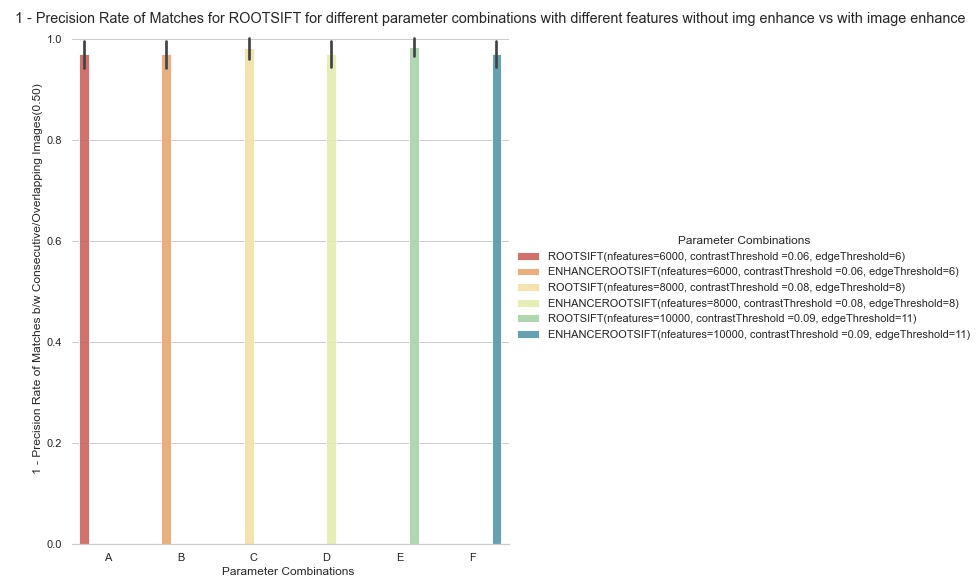 1 - Precision Rate of Matches for ROOTSIFT for different parameter combinations with different features without img enhance vs with image enhance
1.0
0.8
0.6
0.4
0.2
0.0
1 - Precision Rate of Matches b/w Consecutive/Overlapping Images(0.50)
A B C D E F
Parameter Combinations
Parameter Combinations
ROOTSIFT(nfeatures=6000, contrastThreshold =0.06, edgeThreshold=6)
ENHANCEROOTSIFT(nfeatures=6000, contrastThreshold =0.06, edgeThreshold=6)
ROOTSIFT(nfeatures=8000, contrastThreshold =0.08, edgeThreshold=8)
ENHANCEROOTSIFT(nfeatures=8000, contrastThreshold =0.08, edgeThreshold=8)
ROOTSIFT(nfeatures=10000, contrastThreshold =0.09, edgeThreshold=11)
ENHANCEROOTSIFT(nfeatures=10000, contrastThreshold =0.09, edgeThreshold=11)